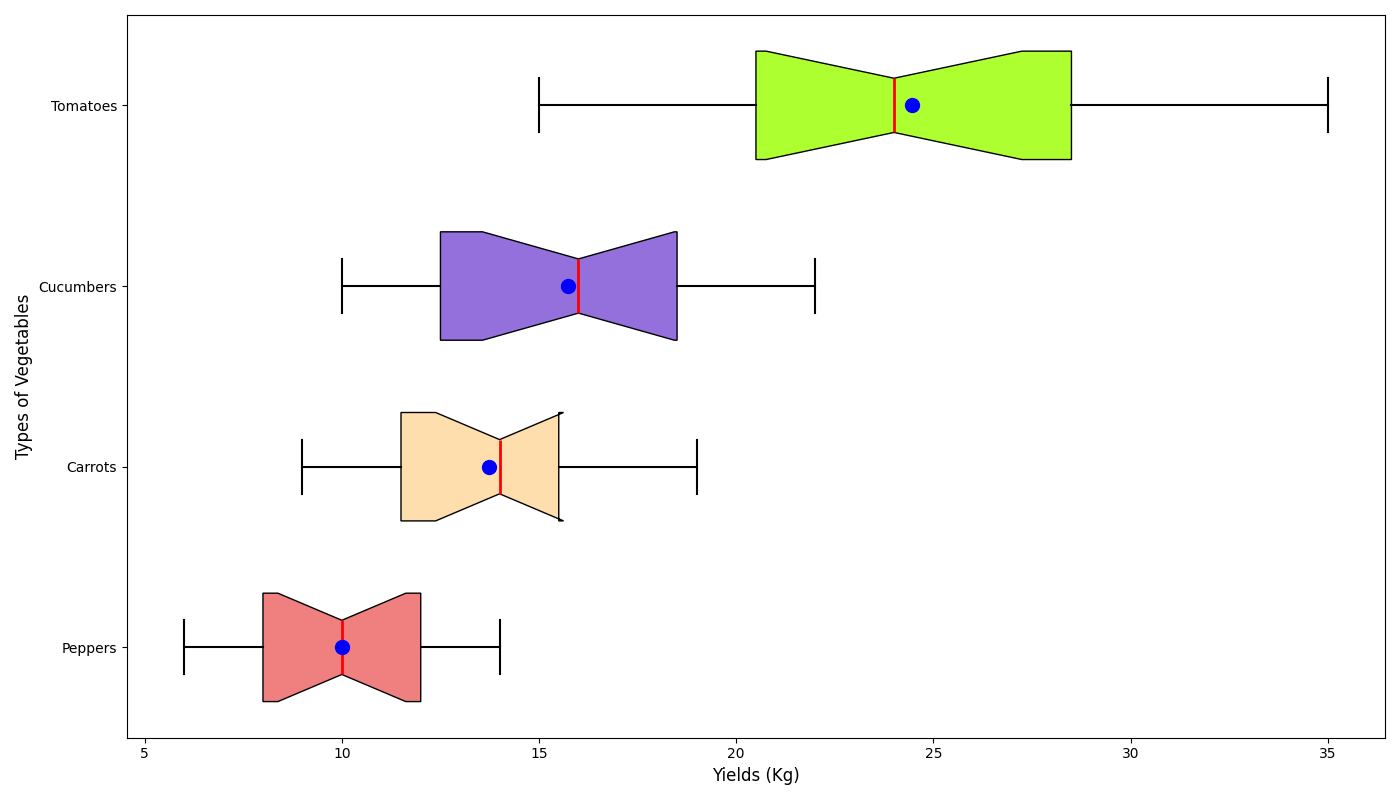 Types of Vegetables
Tomatoes
Cucumbers
Carrots
Peppers
5 10 15 20 25 30 35
Yields (Kg)